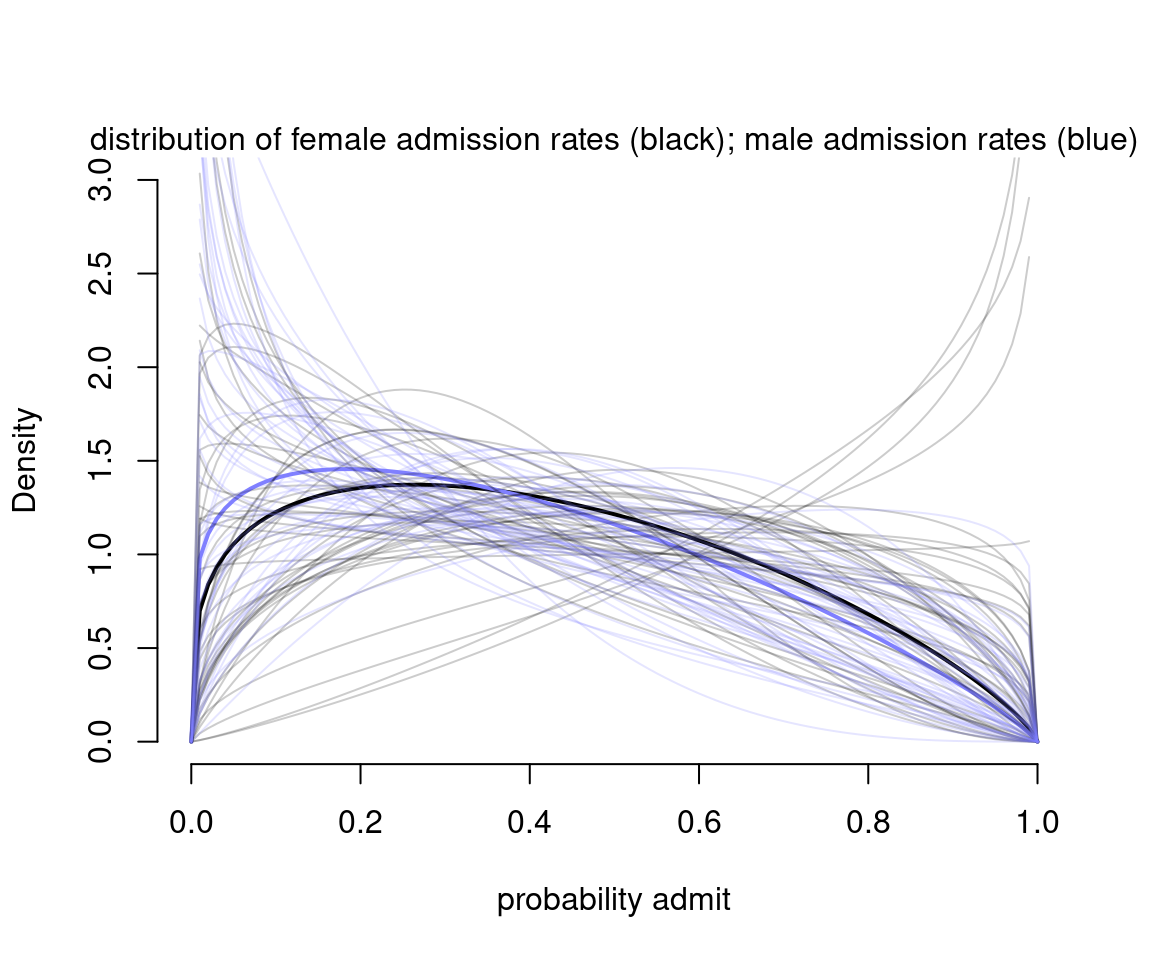 distribution of female admission rates (black); male admission rates (blue)
3.0
2.5
2.0
1.5
1.0
0.5
0.0
Density
0.0 0.2 0.4 0.6 0.8 1.0
probability admit